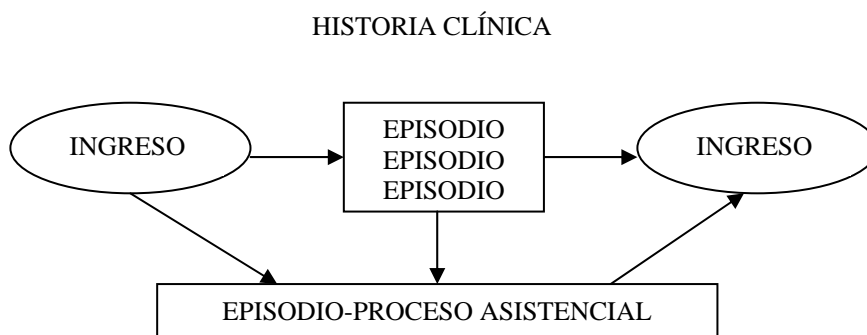 HISTORIA CLÍNICA
INGRESO
EPISODIO
EPISODIO
EPISODIO
INGRESO
EPISODIO-PROCESO ASISTENCIAL